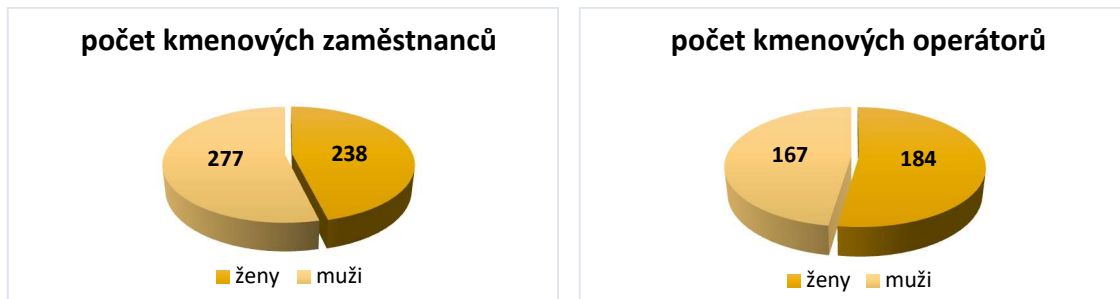 počet kmenových zaměstnanců
277
238
ženy muži
počet kmenových operátorů
167
184
ženy muži